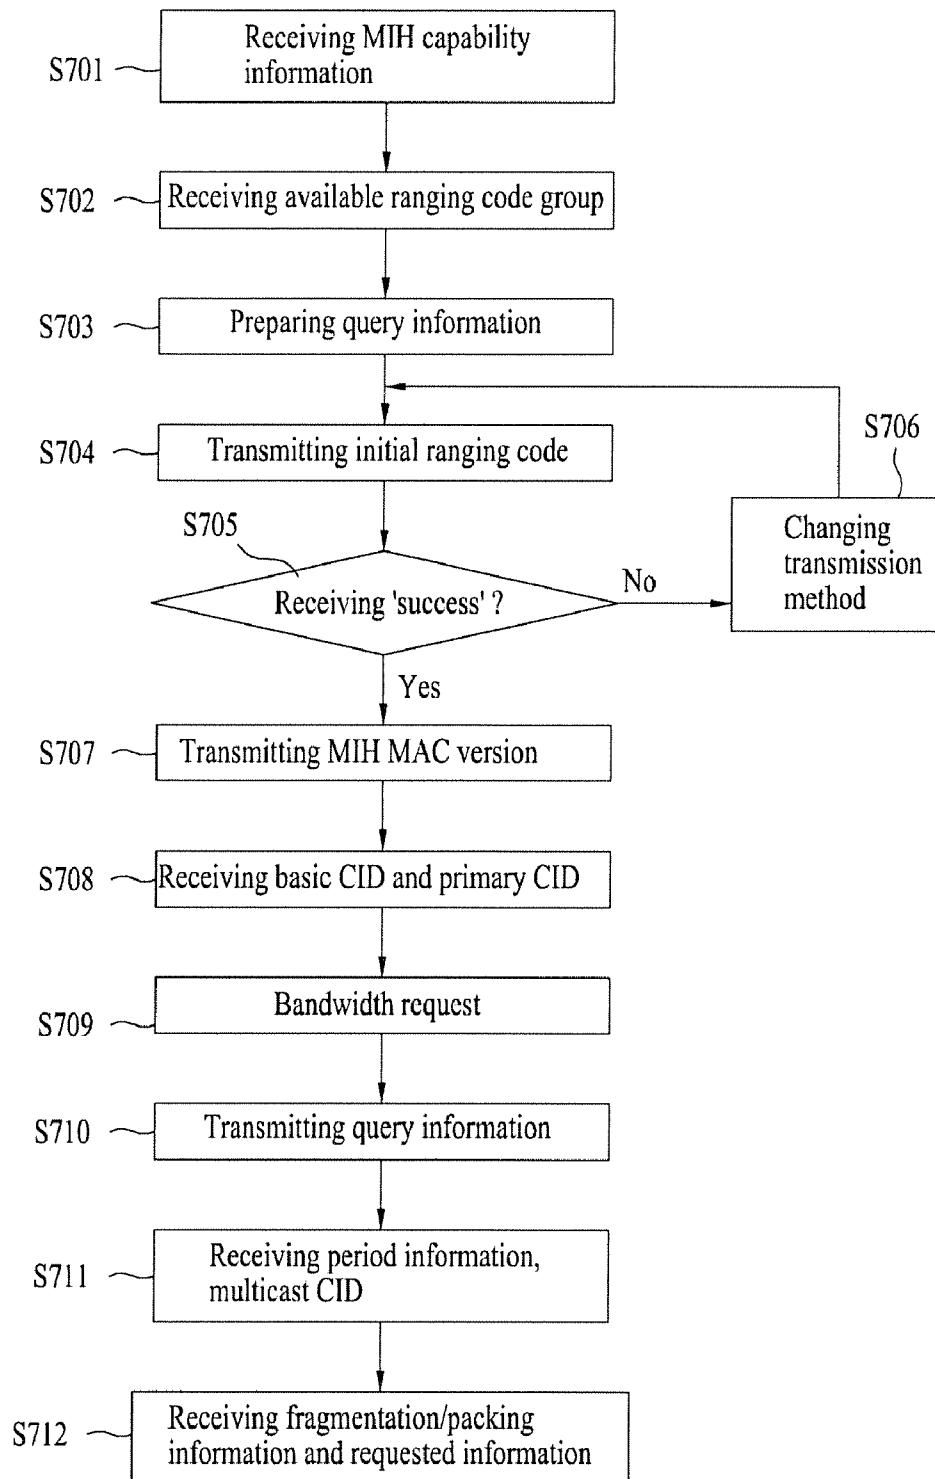 S701
Receiving MIH capability
information
S702
Receiving available ranging code group
S703
Preparing query information
S704
Transmitting initial ranging code
S705
Receiving 'success' ?
No
S706
Changing
transmission
method
Yes
S707
Transmitting MIH MAC version
S708
Receiving basic CID and primary CID
S709
Bandwidth request
S710
Transmitting query information
S711
Receiving period information,
multicast CID
S712
Receiving fragmentation/packing
information and requested information